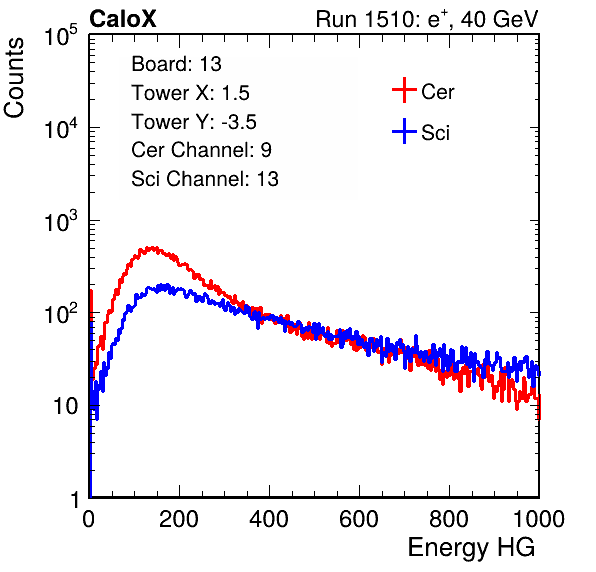 CaloX Run 1510: e⁺, 40 GeV
Board: 13
Tower X: 1.5
Tower Y: -3.5
Cer Channel: 9
Sci Channel: 13
Cer
Sci
Counts
10⁵
10⁴
10³
10²
10
1
0 200 400 600 800 1000
Energy HG